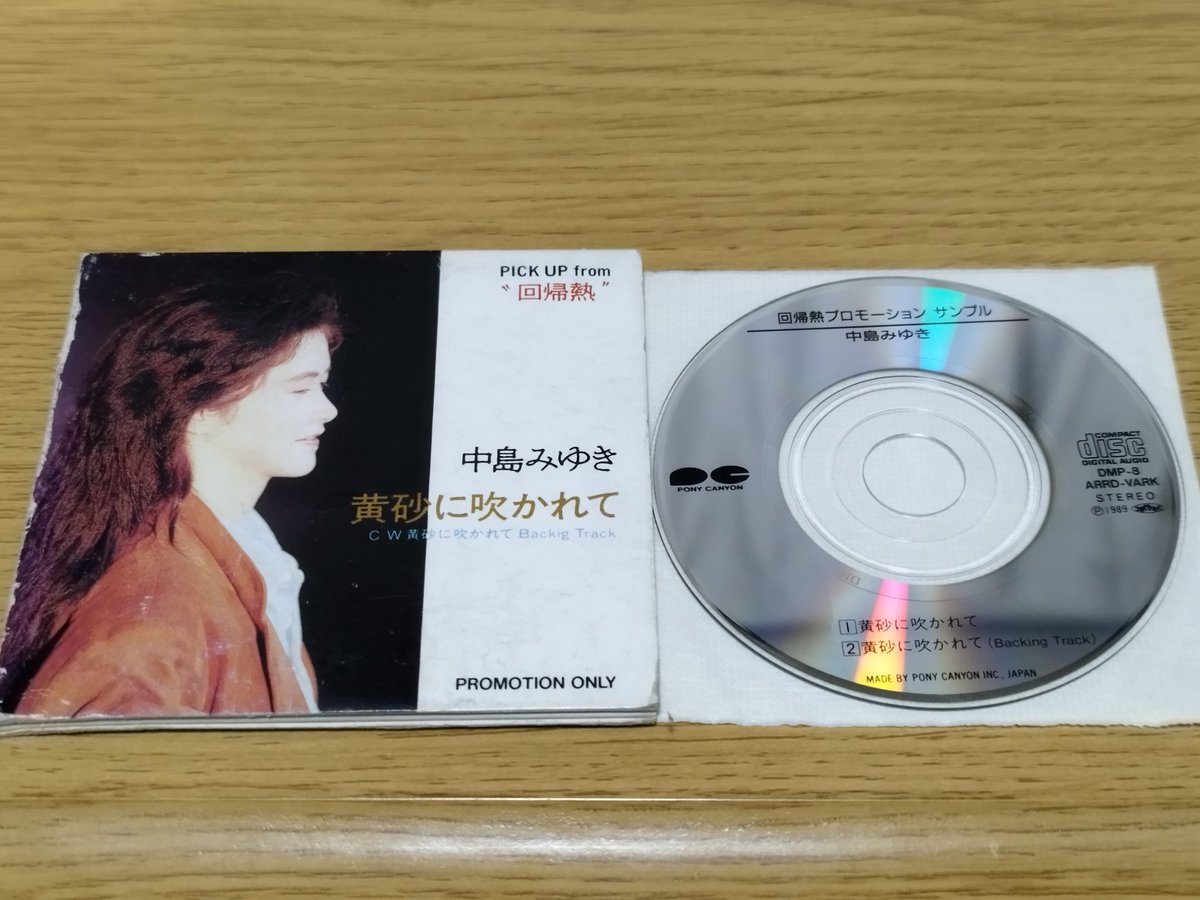 PICK UP from
〝回帰熱〟
中島みゆき
黄砂に吹かれて
CW 黄砂に吹かれて Backig Track
PROMOTION ONLY
回帰熱プロモーション サンプル
中島みゆき
PONY CANYON
COMPACT
disc
DIGITAL AUDIO
DMP-8
ARRD-VARK
STEREO
Ⓟ1989
1 黄砂に吹かれて
2 黄砂に吹かれて (Backing Track)
MADE BY PONY CANYON INC., JAPAN